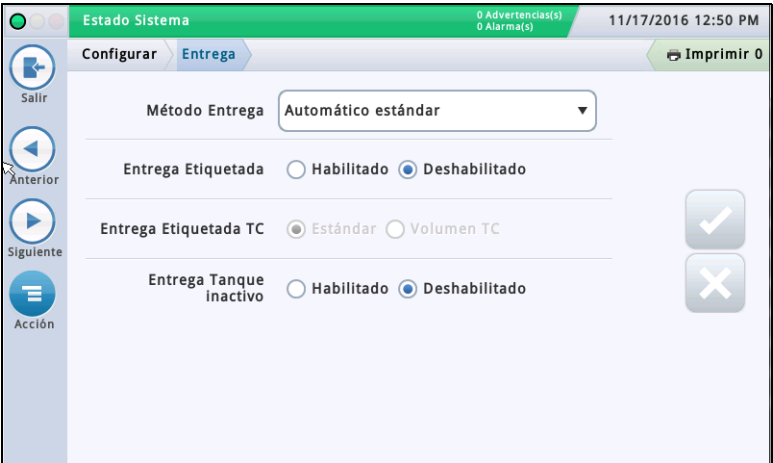 Estado Sistema
0 Advertencias(s)
0 Alarma(s)
11/17/2016 12:50 PM
Configurar
Entrega
Imprimir 0
Salir
Anterior
Siguiente
Acción
Método Entrega
Automático estándar
Entrega Etiquetada
Habilitado
Deshabilitado
Entrega Etiquetada TC
Estándar
Volumen TC
Entrega Tanque
inactivo
Habilitado
Deshabilitado